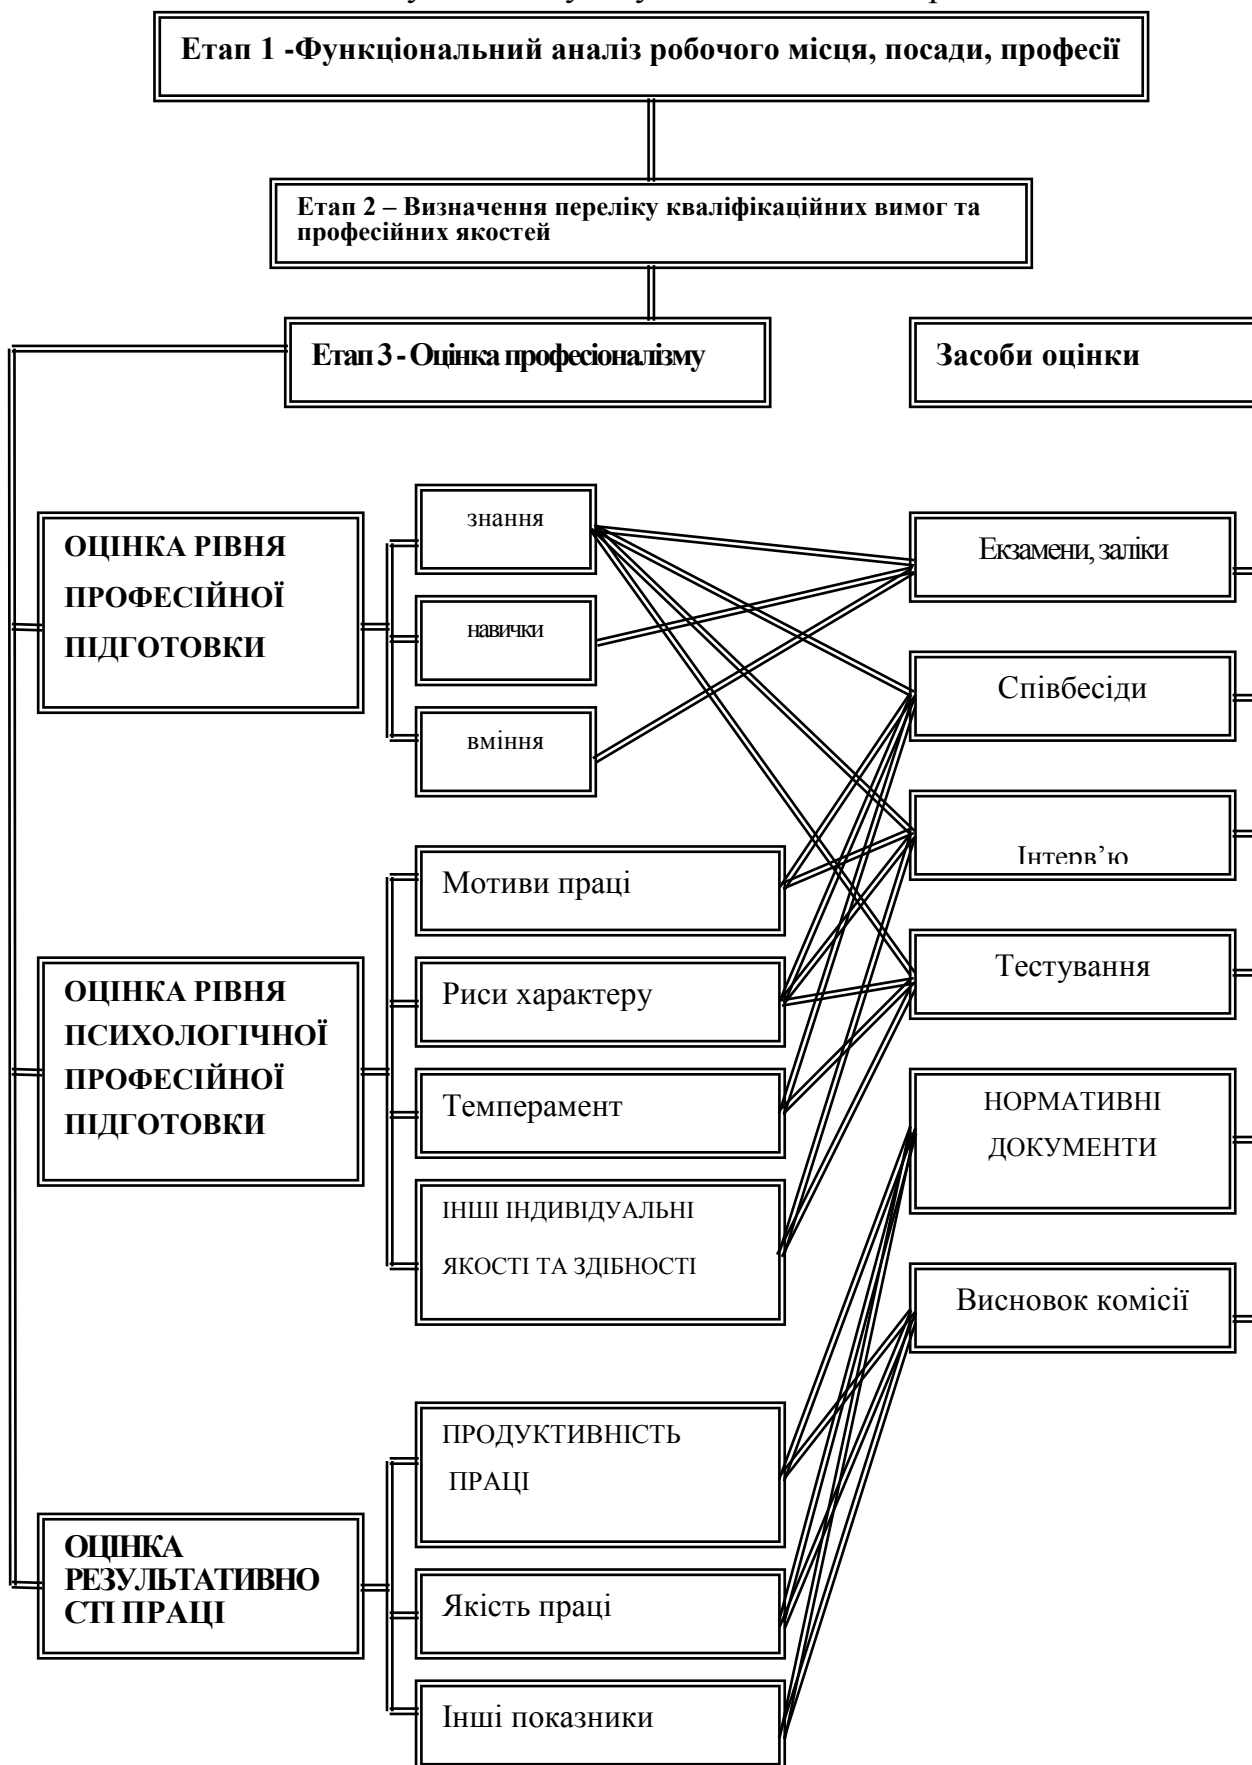 Етап 1 -Функціональний аналіз робочого місця, посади, професії
Етап 2 – Визначення переліку кваліфікаційних вимог та
професійних якостей
Етап 3 - Оцінка професіоналізму
Засоби оцінки
ОЦІНКА РІВНЯ
ПРОФЕСІЙНОЇ
ПІДГОТОВКИ
знання
навички
вміння
Екзамени, заліки
Співбесіди
Інтерв’ю
Тестування
ОЦІНКА РІВНЯ
ПСИХОЛОГІЧНОЇ
ПРОФЕСІЙНОЇ
ПІДГОТОВКИ
Мотиви праці
Риси характеру
Темперамент
ІНШІ ІНДИВІДУАЛЬНІ
ЯКОСТІ ТА ЗДІБНОСТІ
НОРМАТИВНІ
ДОКУМЕНТИ
Висновок комісії
ОЦІНКА
РЕЗУЛЬТАТИВНО
СТІ ПРАЦІ
ПРОДУКТИВНІСТЬ
ПРАЦІ
Якість праці
Інші показники